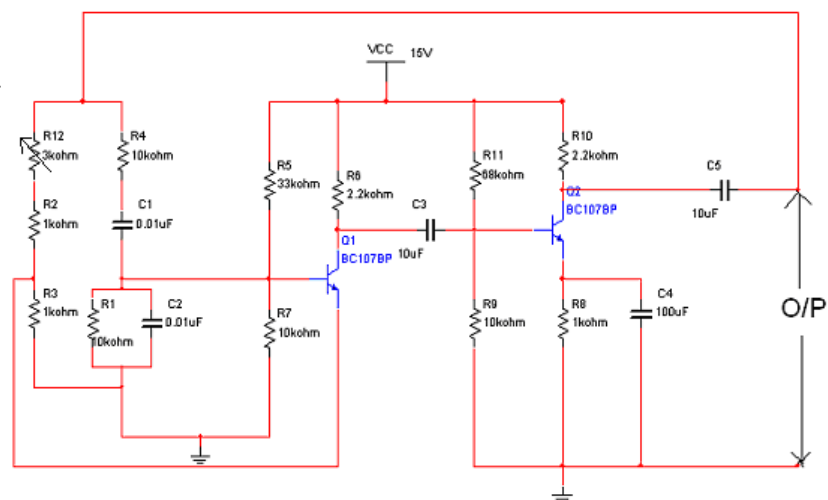 VCC 15V
R12
3kohm
R4
10kohm
R2
1kohm
C1
0.01uF
R3
1kohm
R1
10kohm
C2
0.01uF
R5
33kohm
R6
2.2kohm
R7
10kohm
Q1
BC107BP
C3
10uF
R11
68kohm
R10
2.2kohm
Q2
BC107BP
R9
10kohm
R8
1kohm
C4
100uF
C5
10uF
O/P